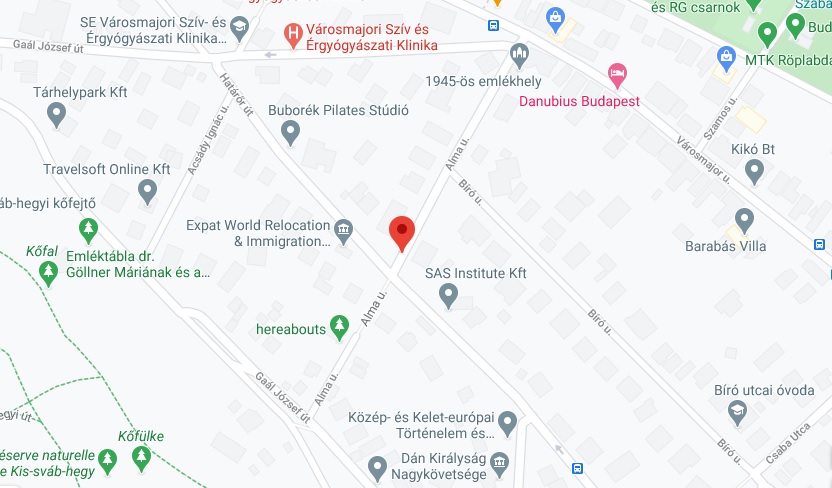 SE Városmajori Szív- és
Érgyógyászati Klinika...
Városmajori Szív és
Érgyógyászati Klinika
és RG csarnok
Szaba
Bud
MTK Röplabda
Gaál József út
1945-ös emlékhely
Danubius Budapest
Szamos u.
Tárhelypark Kft
Határőr út
Buborék Pilates Stúdió
Acsády Ignác u.
Alma u.
Városmajor u.
Kikó Bt
Travelsoft Online Kft
Bíró u.
áb-hegyi kőfejtő
Expat World Relocation
& Immigration...
Barabás Villa
Kőfal
Emléktábla dr.
Göllner Máriának és a...
SAS Institute Kft
hereabouts
Alma u.
Bíró u.
Alma u.
Gaál József út
Bíró utcai óvoda
egyi út
Közép- és Kelet-európai
Történelem és...
Kőfülke
Csaba Utca
Bíró u.
éserve naturelle
e Kis-sváb-hegy
Dán Királyság
Nagykövetsége